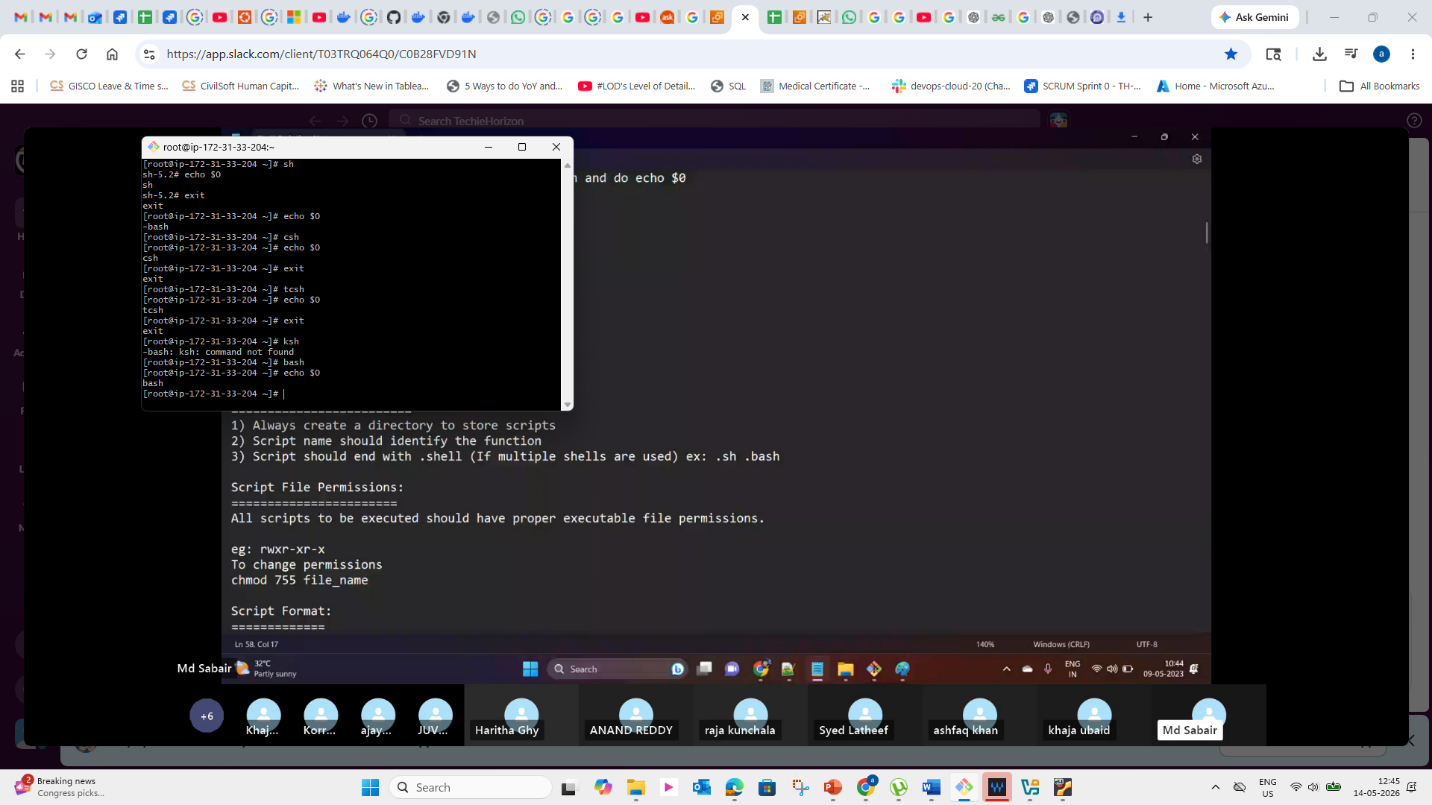 Ask Gemini
https://app.slack.com/client/T03TRQ064Q0/C0B28FVD91N
GISCO Leave & Time s...
CivilSoft Human Capit...
What's New in Tablea...
5 Ways to do YoY and...
#LOD's Level of Detail...
SQL
Medical Certificate -...
devops-cloud-20 (Cha...
SCRUM Sprint 0 - TH-...
Home - Microsoft Azu...
All Bookmarks
Search TechieHorizon
root@ip-172-31-33-204:~
[root@ip-172-31-33-204 ~]# sh
sh-5.2# echo $0
sh
sh-5.2# exit
exit
[root@ip-172-31-33-204 ~]# echo $0
-bash
[root@ip-172-31-33-204 ~]# csh
[root@ip-172-31-33-204 ~]# echo $0
csh
[root@ip-172-31-33-204 ~]# exit
exit
[root@ip-172-31-33-204 ~]# tcsh
[root@ip-172-31-33-204 ~]# echo $0
tcsh
[root@ip-172-31-33-204 ~]# exit
exit
[root@ip-172-31-33-204 ~]# ksh
-bash: ksh: command not found
[root@ip-172-31-33-204 ~]# bash
[root@ip-172-31-33-204 ~]# echo $0
bash
[root@ip-172-31-33-204 ~]#
and do echo $0
=========================
1) Always create a directory to store scripts
2) Script name should identify the function
3) Script should end with .shell (If multiple shells are used) ex: .sh .bash
Script File Permissions:
=======================
All scripts to be executed should have proper executable file permissions.
eg: rwxr-xr-x
To change permissions
chmod 755 file_name
Script Format:
=============
Ln 58, Col 17
140%
Windows (CRLF)
UTF-8
Md Sabair
32°C
Partly sunny
Search
ENG
IN
10:44
09-05-2023
+6
Khaj...
Korr...
ajay...
JUV...
Haritha Ghy
ANAND REDDY
raja kunchala
Syed Latheef
ashfaq khan
khaja ubaid
Md Sabair
2
Breaking news
Congress picks...
Search
ENG
US
12:45
14-05-2026